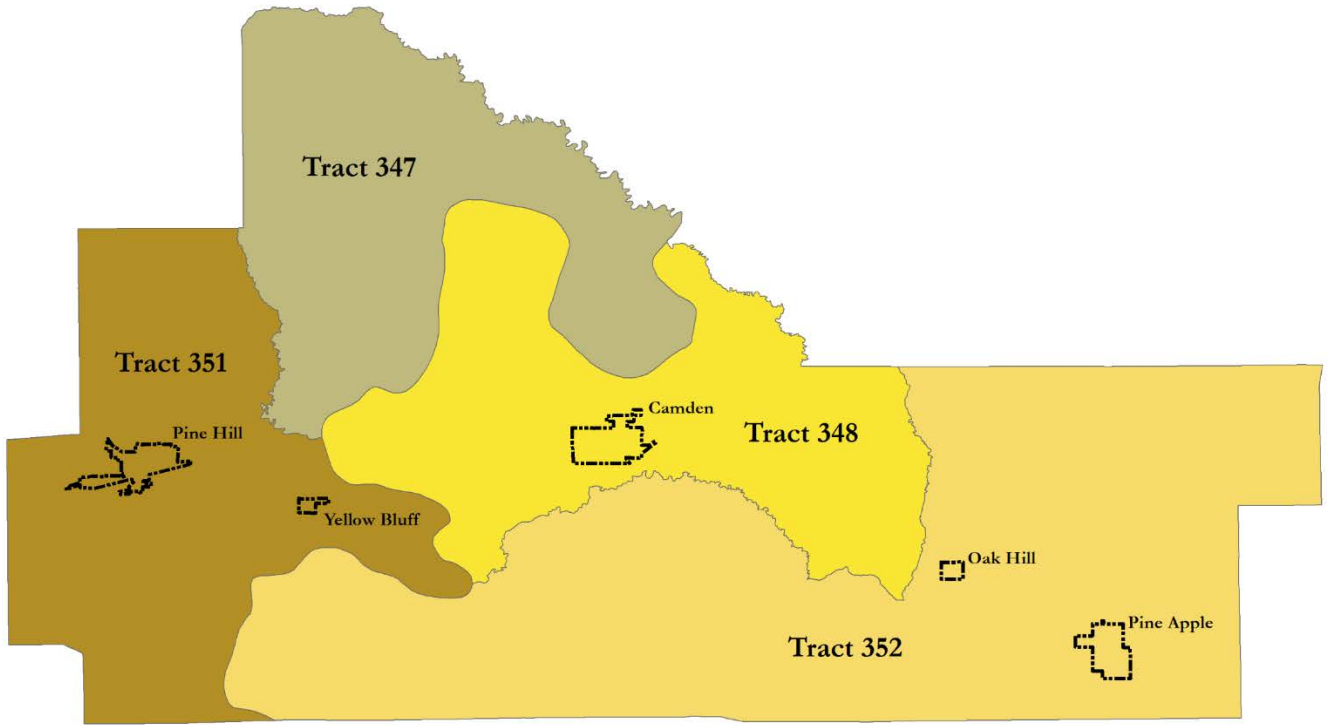 Tract 347
Tract 351
Pine Hill
Camden
Tract 348
Yellow Bluff
Oak Hill
Pine Apple
Tract 352